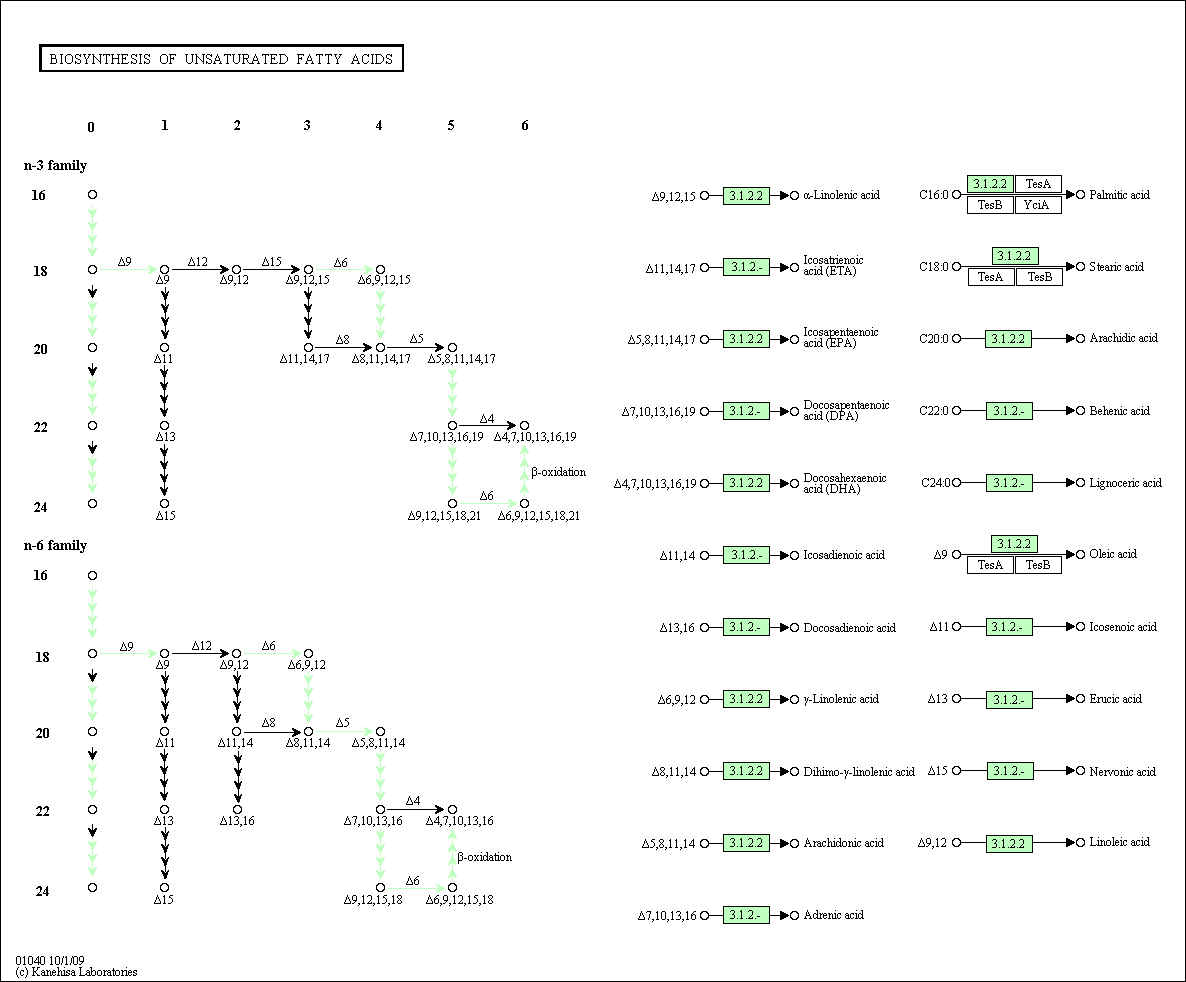 BIOSYNTHESIS OF UNSATURATED FATTY ACIDS
0 1 2 3 4 5 6
n-3 family
16
18
Δ9 Δ12 Δ15 Δ6
Δ9 Δ9,12 Δ9,12,15 Δ6,9,12,15
20
Δ8 Δ5
Δ11 Δ11,14,17 Δ8,11,14,17 Δ5,8,11,14,17
22
Δ4
Δ13 Δ7,10,13,16,19 Δ4,7,10,13,16,19
β-oxidation
24
Δ6
Δ15 Δ9,12,15,18,21 Δ6,9,12,15,18,21
n-6 family
16
18
Δ9 Δ12 Δ6
Δ9 Δ9,12 Δ6,9,12
20
Δ8 Δ5
Δ11 Δ11,14 Δ8,11,14 Δ5,8,11,14
22
Δ4
Δ13 Δ13,16 Δ7,10,13,16 Δ4,7,10,13,16
β-oxidation
24
Δ6
Δ15 Δ9,12,15,18 Δ6,9,12,15,18
Δ9,12,15 3.1.2.2 α-Linolenic acid
Δ11,14,17 3.1.2.- Icosatrienoic
acid (ETA)
Δ5,8,11,14,17 3.1.2.2 Icosapentaenoic
acid (EPA)
Δ7,10,13,16,19 3.1.2.- Docosapentaenoic
acid (DPA)
Δ4,7,10,13,16,19 3.1.2.2 Docosahexaenoic
acid (DHA)
Δ11,14 3.1.2.- Icosadienoic acid
Δ13,16 3.1.2.- Docosadienoic acid
Δ6,9,12 3.1.2.2 γ-Linolenic acid
Δ8,11,14 3.1.2.2 Dihimo-γ-linolenic acid
Δ5,8,11,14 3.1.2.2 Arachidonic acid
Δ7,10,13,16 3.1.2.- Adrenic acid
3.1.2.2 TesA
C16:0 Palmitic acid
TesB YciA
3.1.2.2
C18:0 Stearic acid
TesA TesB
C20:0 3.1.2.2 Arachidic acid
C22:0 3.1.2.- Behenic acid
C24:0 3.1.2.- Lignoceric acid
3.1.2.2
Δ9 Oleic acid
TesA TesB
Δ11 3.1.2.- Icosenoic acid
Δ13 3.1.2.- Erucic acid
Δ15 3.1.2.- Nervonic acid
Δ9,12 3.1.2.2 Linoleic acid
01040 10/1/09
(c) Kanehisa Laboratories